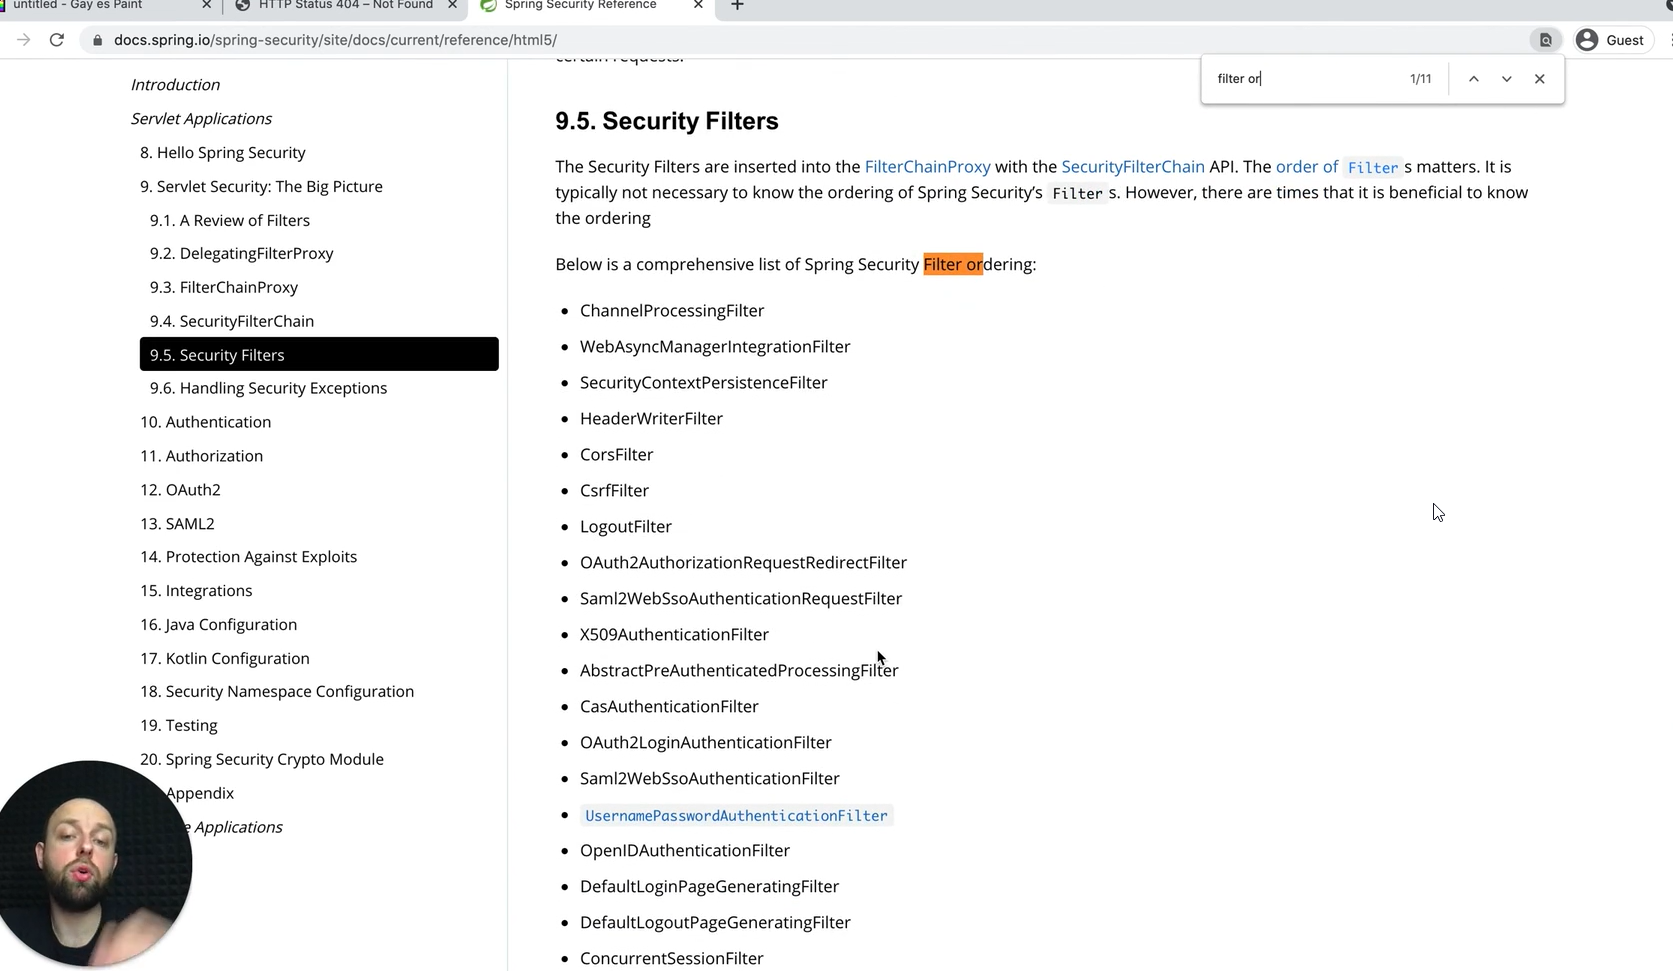 untitled - Gay es Paint
HTTP Status 404 – Not Found
Spring Security Reference
docs.spring.io/spring-security/site/docs/current/reference/html5/
Guest
filter or
1/11
Introduction
Servlet Applications
8. Hello Spring Security
9. Servlet Security: The Big Picture
9.1. A Review of Filters
9.2. DelegatingFilterProxy
9.3. FilterChainProxy
9.4. SecurityFilterChain
9.5. Security Filters
9.6. Handling Security Exceptions
10. Authentication
11. Authorization
12. OAuth2
13. SAML2
14. Protection Against Exploits
15. Integrations
16. Java Configuration
17. Kotlin Configuration
18. Security Namespace Configuration
19. Testing
20. Spring Security Crypto Module
Appendix
e Applications
certain requests.
9.5. Security Filters
The Security Filters are inserted into the FilterChainProxy with the SecurityFilterChain API. The order of Filter s matters. It is
typically not necessary to know the ordering of Spring Security’s Filter s. However, there are times that it is beneficial to know
the ordering
Below is a comprehensive list of Spring Security Filter ordering:
• ChannelProcessingFilter
• WebAsyncManagerIntegrationFilter
• SecurityContextPersistenceFilter
• HeaderWriterFilter
• CorsFilter
• CsrfFilter
• LogoutFilter
• OAuth2AuthorizationRequestRedirectFilter
• Saml2WebSsoAuthenticationRequestFilter
• X509AuthenticationFilter
• AbstractPreAuthenticatedProcessingFilter
• CasAuthenticationFilter
• OAuth2LoginAuthenticationFilter
• Saml2WebSsoAuthenticationFilter
• UsernamePasswordAuthenticationFilter
• OpenIDAuthenticationFilter
• DefaultLoginPageGeneratingFilter
• DefaultLogoutPageGeneratingFilter
• ConcurrentSessionFilter